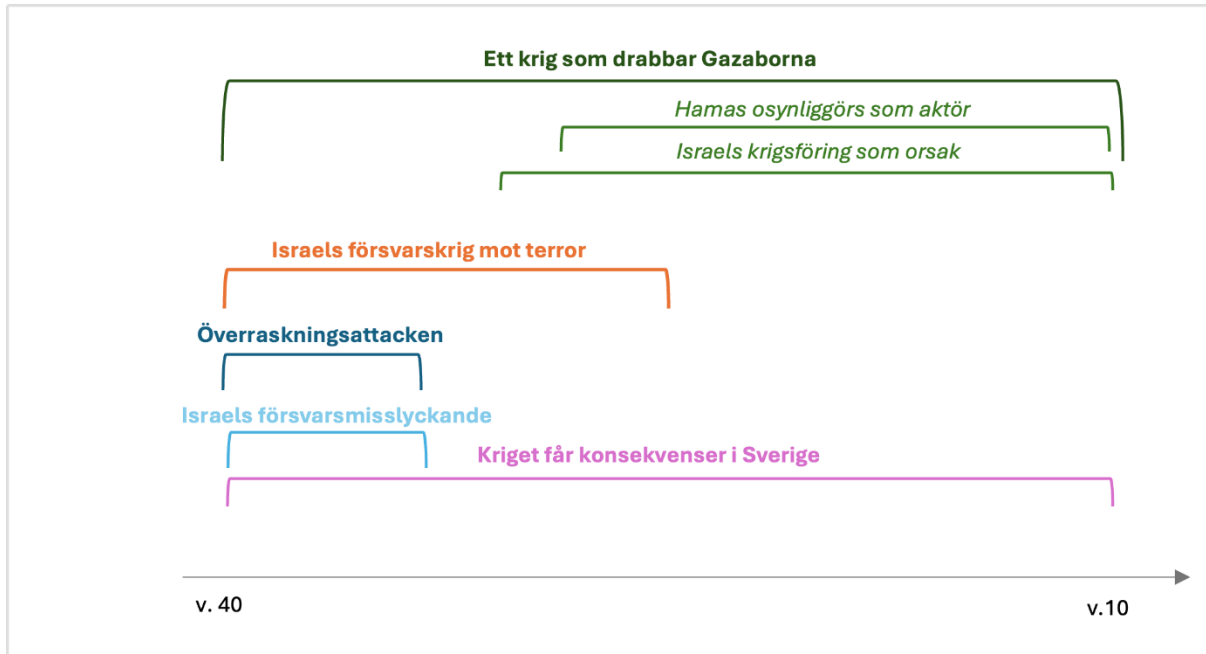 Ett krig som drabbar Gazaborna
Hamas osynliggörs som aktör
Israels krigsföring som orsak
Israels försvarskrig mot terror
Överraskningsattacken
Israels försvarsmisslyckande
Kriget får konsekvenser i Sverige
v. 40
v.10